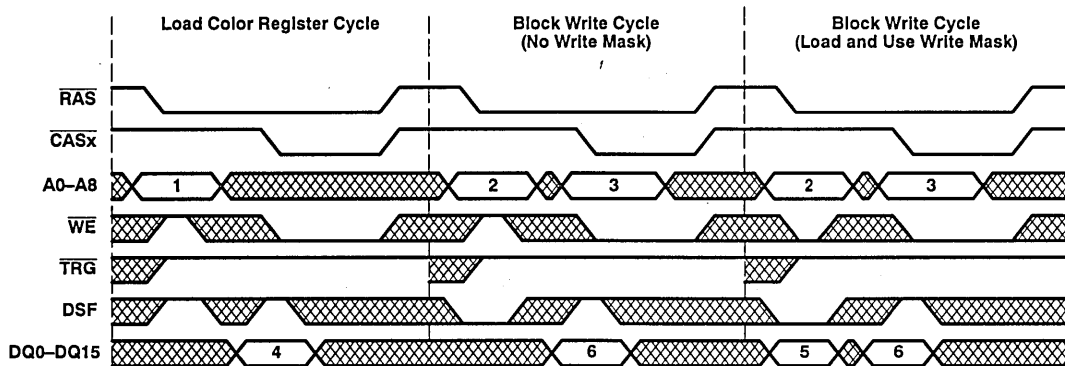 Load Color Register Cycle
Block Write Cycle
(No Write Mask)
Block Write Cycle
(Load and Use Write Mask)
RAS
CASx
A0–A8 1 2 3 2 3
WE
TRG
DSF
DQ0–DQ15 4 6 5 6